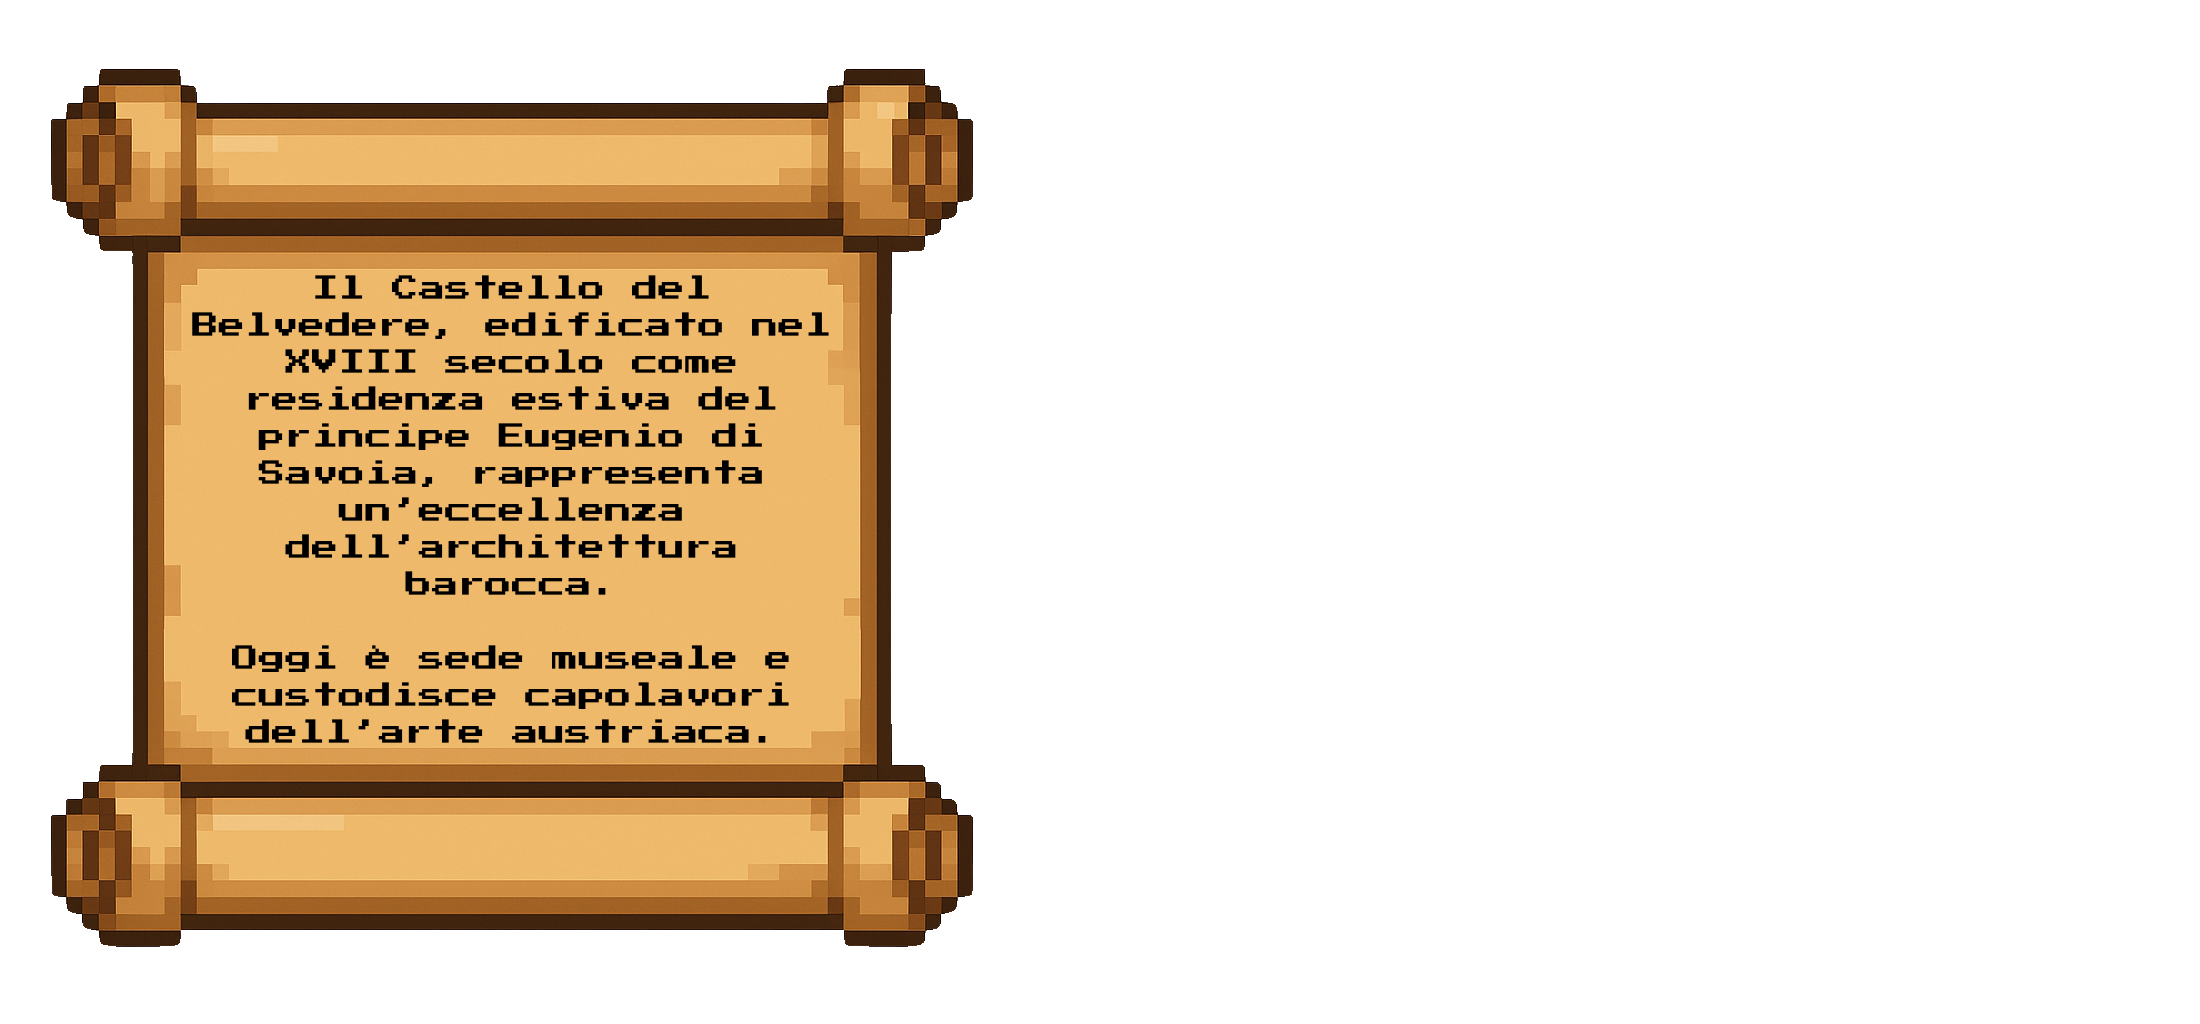 Il Castello del
Belvedere, edificato nel
XVIII secolo come
residenza estiva del
principe Eugenio di
Savoia, rappresenta
un'eccellenza
dell'architettura
barocca.
Oggi è sede museale e
custodisce capolavori
dell'arte austriaca.